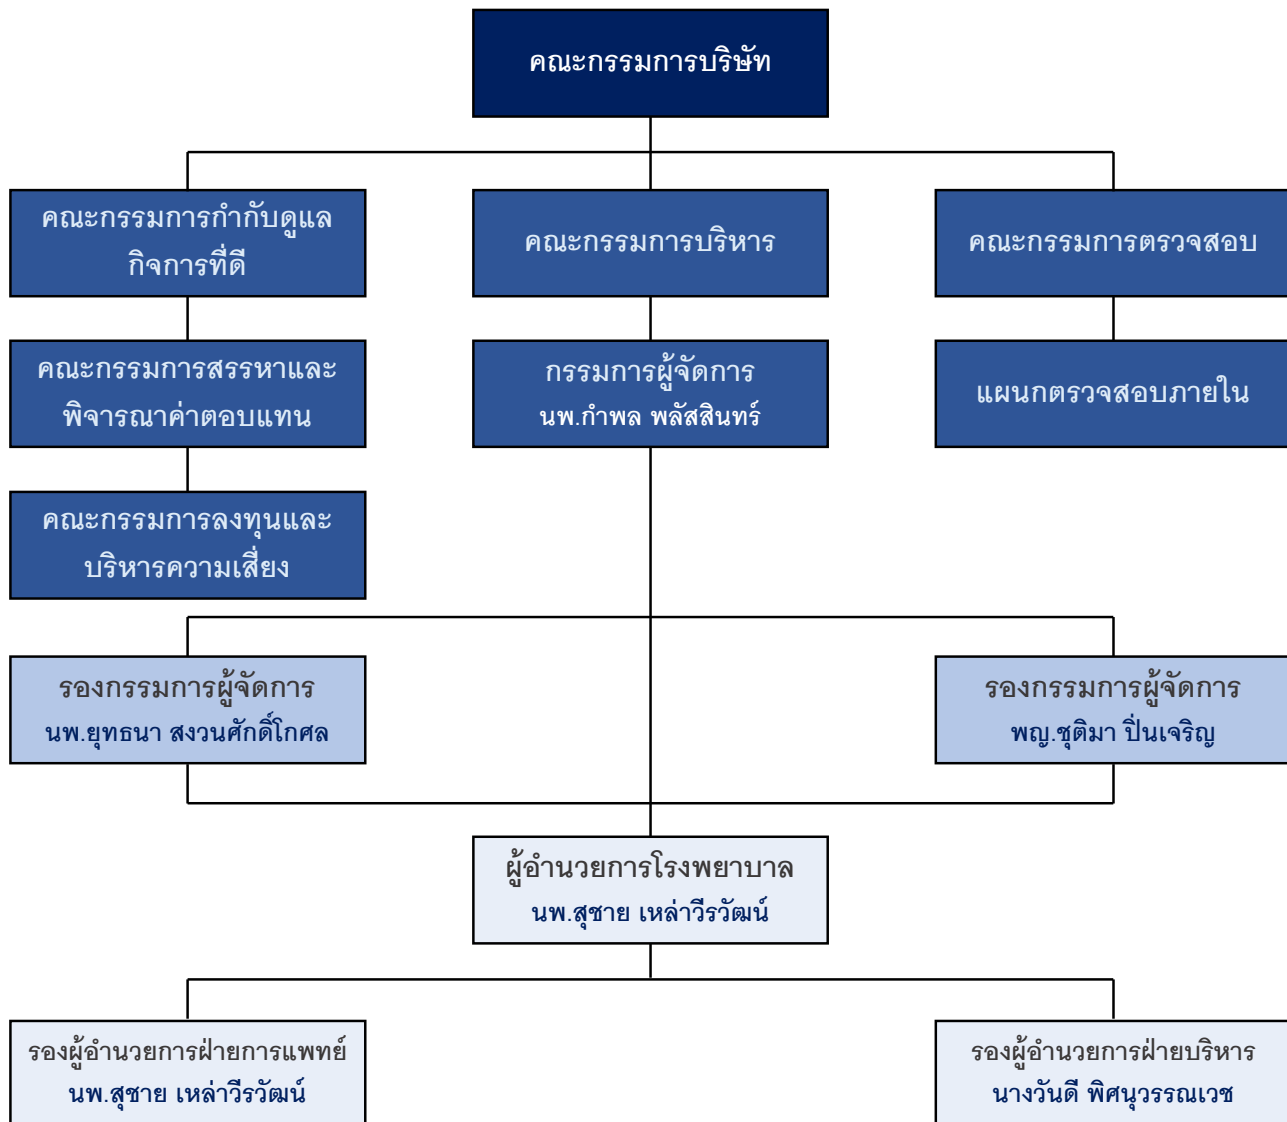 คณะกรรมการบริษัท
คณะกรรมการกำกับดูแล
กิจการที่ดี
คณะกรรมการบริหาร
คณะกรรมการตรวจสอบ
คณะกรรมการสรรหาและ
พิจารณาค่าตอบแทน
กรรมการผู้จัดการ
นพ.กำพล พลัสสินทร์
แผนกตรวจสอบภายใน
คณะกรรมการลงทุนและ
บริหารความเสี่ยง
รองกรรมการผู้จัดการ
นพ.ยุทธนา สงวนศักดิ์โกศล
รองกรรมการผู้จัดการ
พญ.ชุติมา ปิ่นเจริญ
ผู้อำนวยการโรงพยาบาล
นพ.สุชาย เหล่าวีรวัฒน์
รองผู้อำนวยการฝ่ายการแพทย์
นพ.สุชาย เหล่าวีรวัฒน์
รองผู้อำนวยการฝ่ายบริหาร
นางวันดี พิศนุวรรณเวช